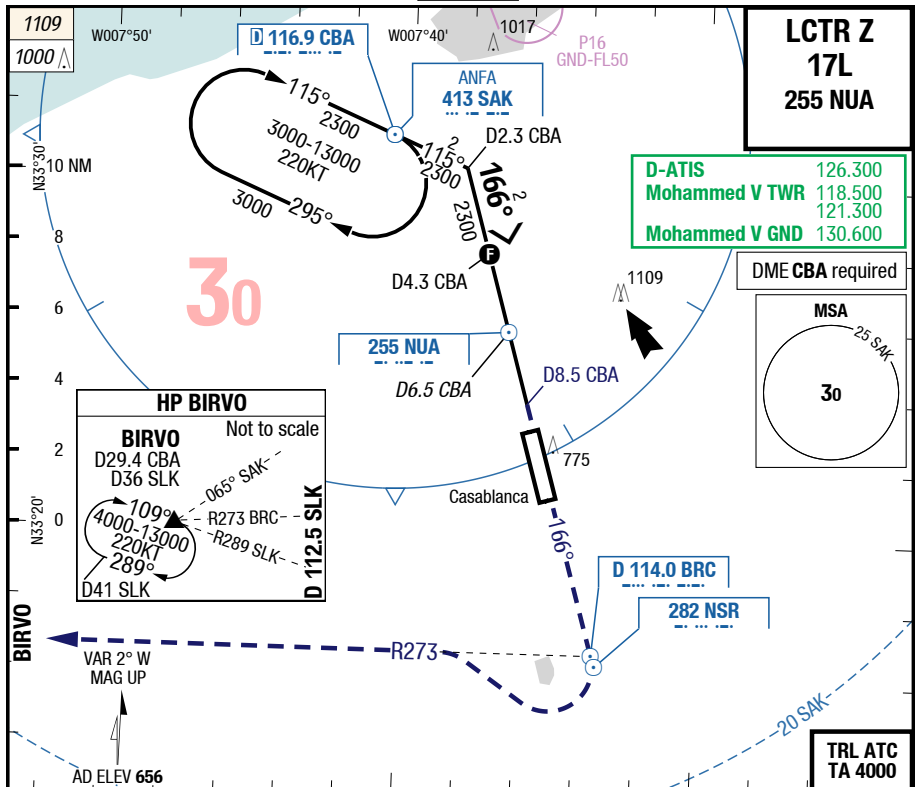 1109
1000
W007°50'
D 116.9 CBA
W007°40'
1017
P16
GND-FL50
LCTR Z
17L
255 NUA
ANFA
413 SAK
115°
2300
3000-13000
220KT
3000
295°
2
115°
2300
D2.3 CBA
166°
2
2300
N33°30'
10 NM
8
6
4
2
0
N33°20'
D-ATIS 126.300
Mohammed V TWR 118.500
121.300
Mohammed V GND 130.600
DME CBA required
F
D4.3 CBA
30
1109
MSA
25 SAK
30
255 NUA
D6.5 CBA
D8.5 CBA
775
Casablanca
HP BIRVO
BIRVO
Not to scale
D29.4 CBA
D36 SLK
065° SAK
R273 BRC
R289 SLK
109°
4000-13000
220KT
289°
D41 SLK
D 112.5 SLK
166°
D 114.0 BRC
282 NSR
BIRVO
R273
VAR 2° W
MAG UP
AD ELEV 656
20 SAK
TRL ATC
TA 4000